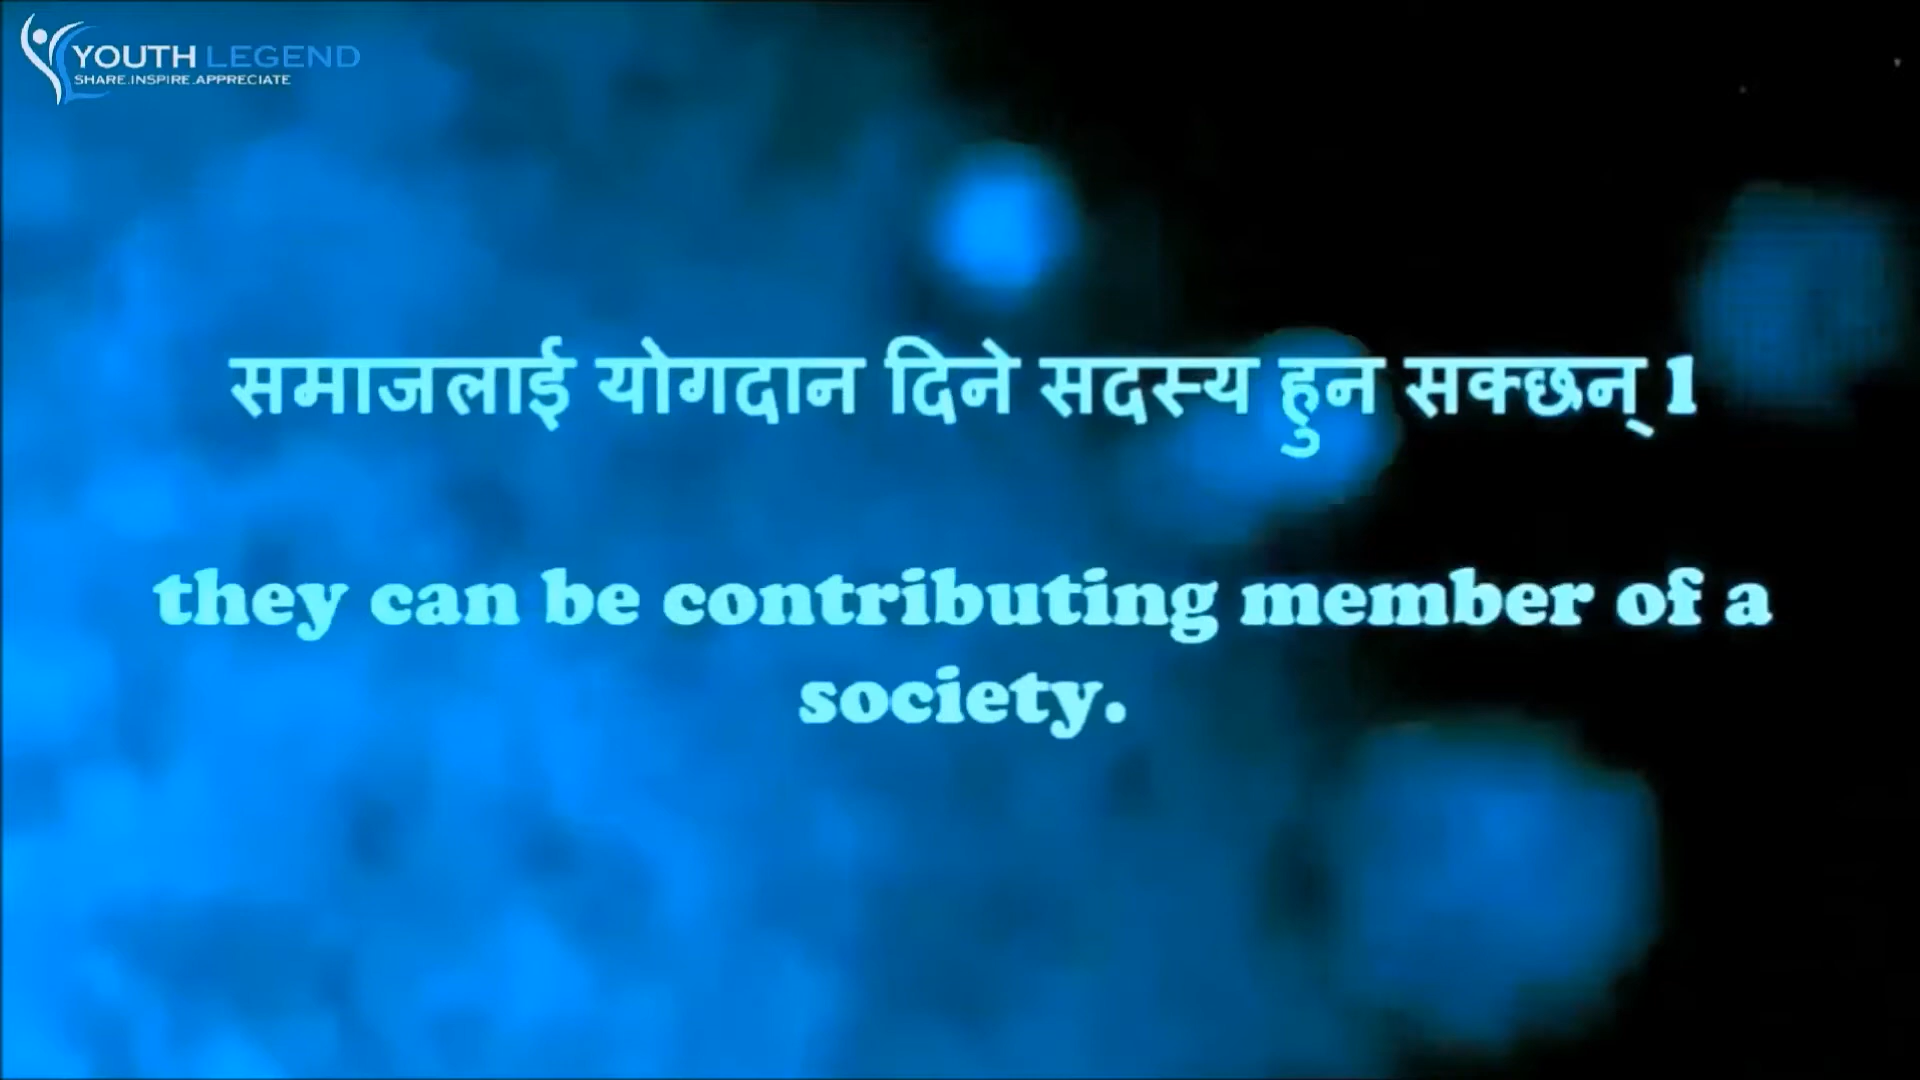 YOUTH LEGEND
SHARE.INSPIRE.APPRECIATE
समाजलाई योगदान दिने सदस्य हुन सक्छन् 1
they can be contributing member of a
society.